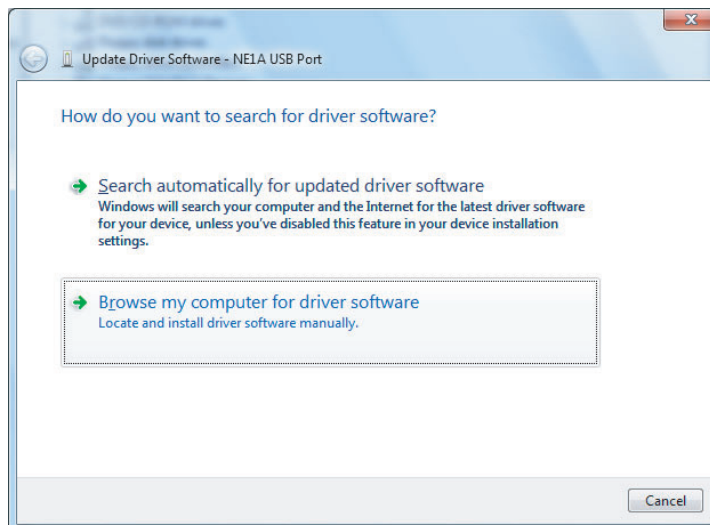 Update Driver Software - NE1A USB Port
How do you want to search for driver software?
Search automatically for updated driver software
Windows will search your computer and the Internet for the latest driver software
for your device, unless you've disabled this feature in your device installation
settings.
Browse my computer for driver software
Locate and install driver software manually.
Cancel